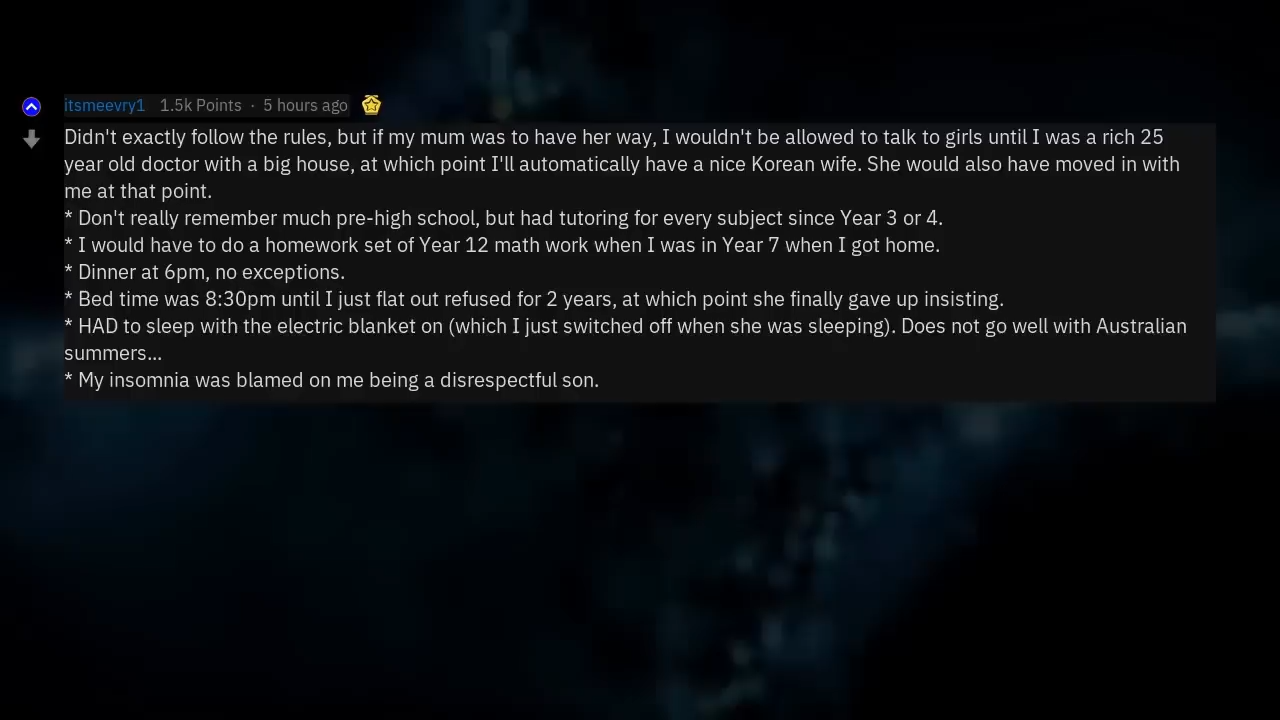 itsmeevry1 1.5k Points · 5 hours ago
Didn't exactly follow the rules, but if my mum was to have her way, I wouldn't be allowed to talk to girls until I was a rich 25
year old doctor with a big house, at which point I'll automatically have a nice Korean wife. She would also have moved in with
me at that point.
* Don't really remember much pre-high school, but had tutoring for every subject since Year 3 or 4.
* I would have to do a homework set of Year 12 math work when I was in Year 7 when I got home.
* Dinner at 6pm, no exceptions.
* Bed time was 8:30pm until I just flat out refused for 2 years, at which point she finally gave up insisting.
* HAD to sleep with the electric blanket on (which I just switched off when she was sleeping). Does not go well with Australian
summers...
* My insomnia was blamed on me being a disrespectful son.